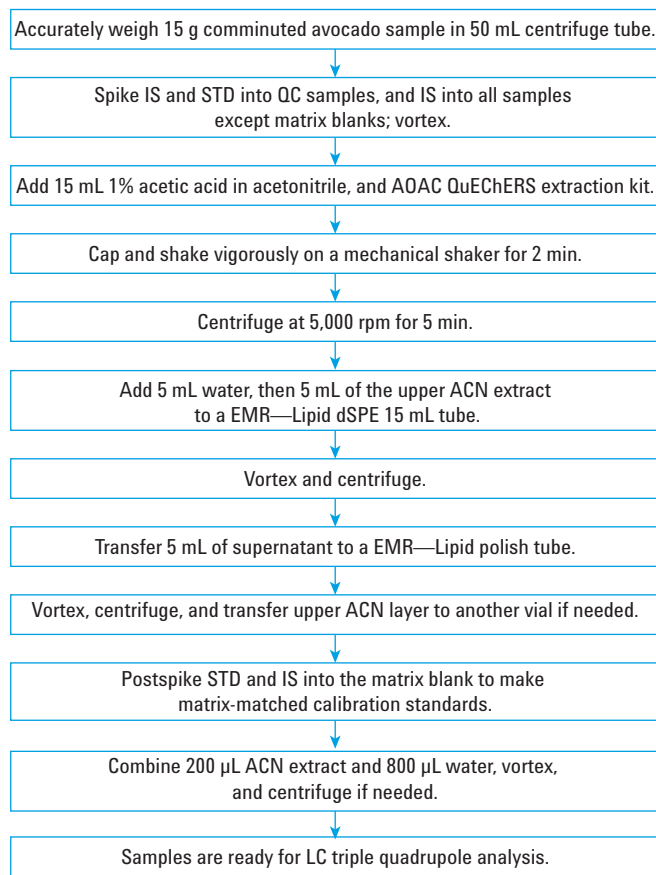 Accurately weigh 15 g comminuted avocado sample in 50 mL centrifuge tube.
Spike IS and STD into QC samples, and IS into all samples
except matrix blanks; vortex.
Add 15 mL 1% acetic acid in acetonitrile, and AOAC QuEChERS extraction kit.
Cap and shake vigorously on a mechanical shaker for 2 min.
Centrifuge at 5,000 rpm for 5 min.
Add 5 mL water, then 5 mL of the upper ACN extract
to a EMR—Lipid dSPE 15 mL tube.
Vortex and centrifuge.
Transfer 5 mL of supernatant to a EMR—Lipid polish tube.
Vortex, centrifuge, and transfer upper ACN layer to another vial if needed.
Postspike STD and IS into the matrix blank to make
matrix-matched calibration standards.
Combine 200 µL ACN extract and 800 µL water, vortex,
and centrifuge if needed.
Samples are ready for LC triple quadrupole analysis.